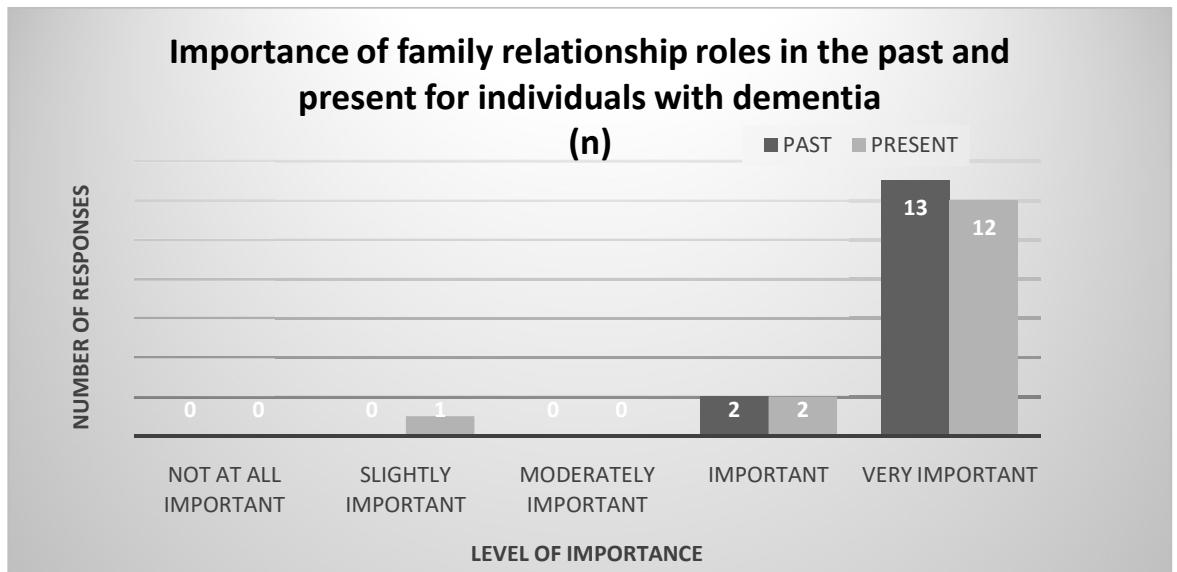 Importance of family relationship roles in the past and
present for individuals with dementia
(n)
PAST PRESENT
NUMBER OF RESPONSES
13
12
0 0 0 1 0 0 2 2
NOT AT ALL
IMPORTANT
SLIGHTLY
IMPORTANT
MODERATELY
IMPORTANT
IMPORTANT
VERY IMPORTANT
LEVEL OF IMPORTANCE